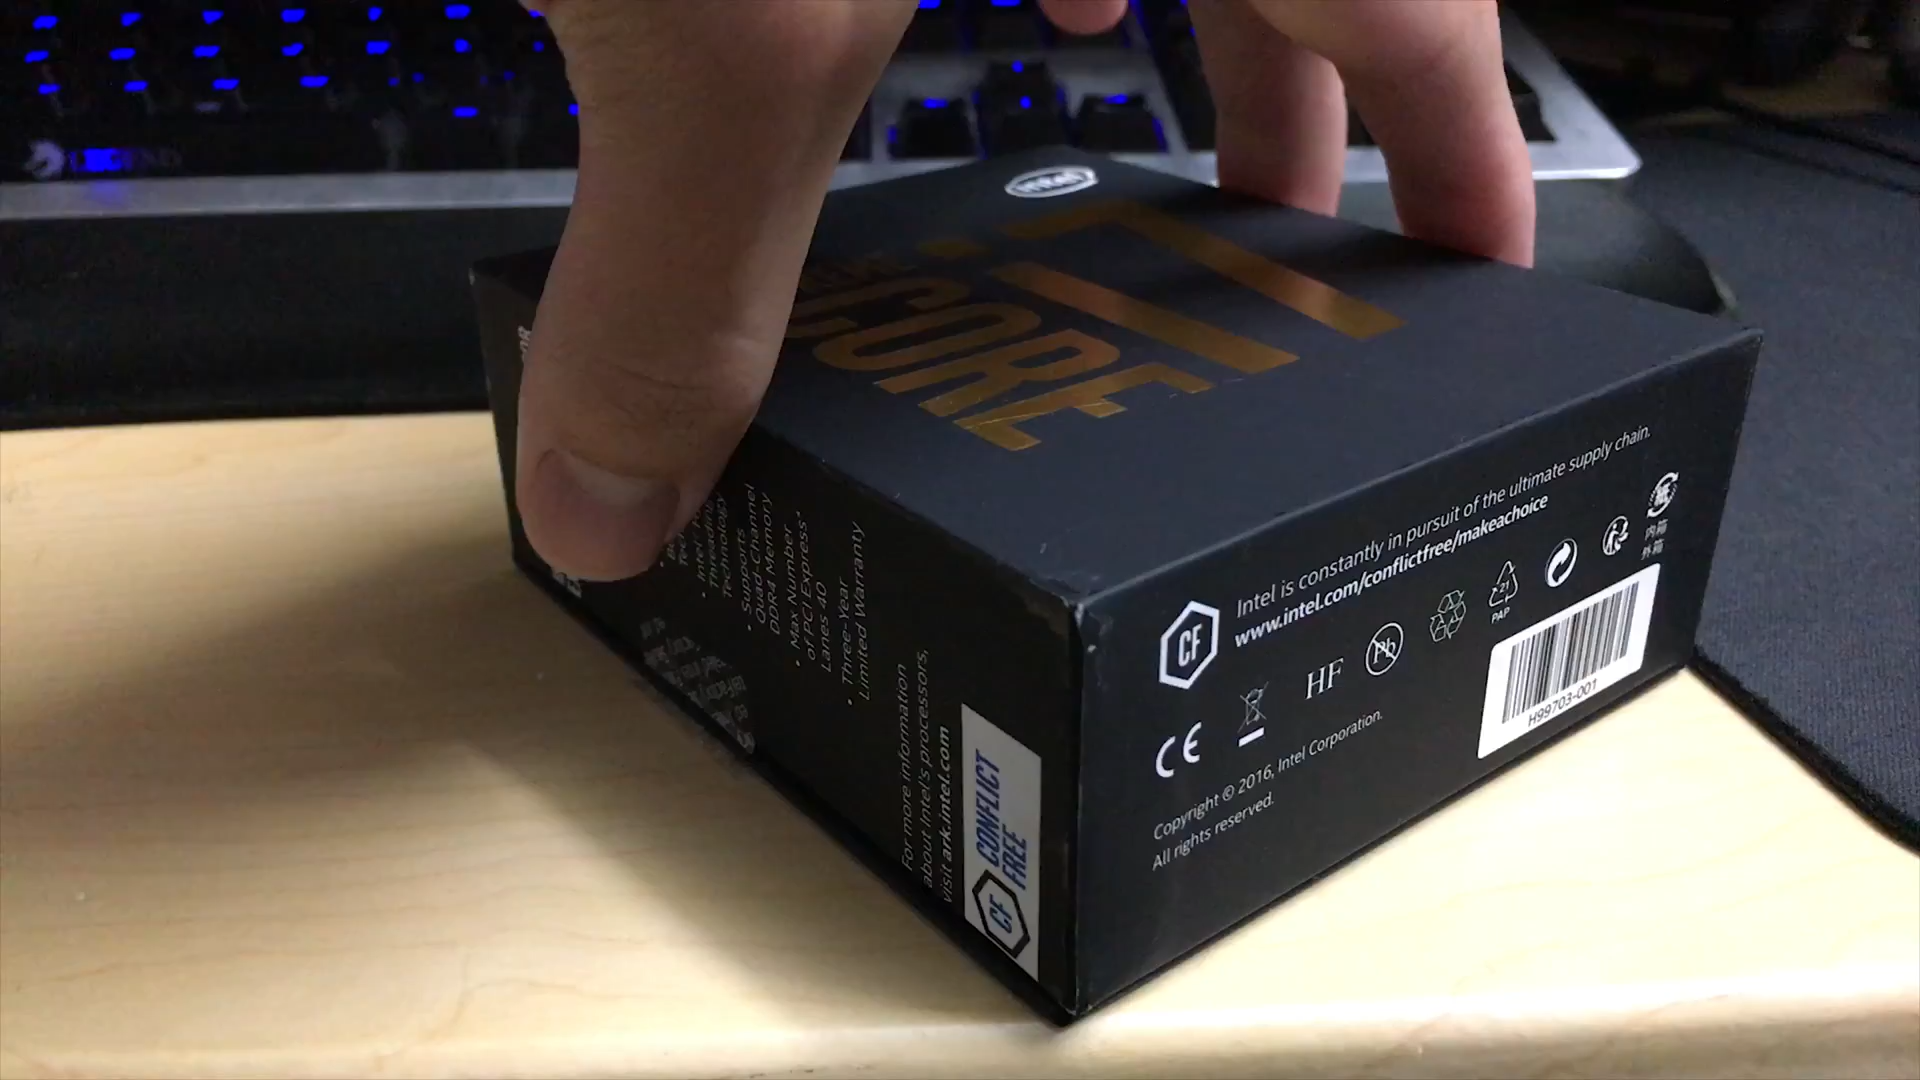 intel
i7
CORE
Threading
Technology
• Supports
Quad-Channel
DDR4 Memory
• Max Number
of PCI Express*
Lanes 40
• Three-Year
Limited Warranty
For more information
about Intel's processors,
visit ark.intel.com
CF CONFLICT
FREE
CF
Intel is constantly in pursuit of the ultimate supply chain.
www.intel.com/conflictfree/makeachoice
CE
HF
Pb
21
PAP
紙
内箱
外箱
H99703-001
Copyright © 2016, Intel Corporation.
All rights reserved.